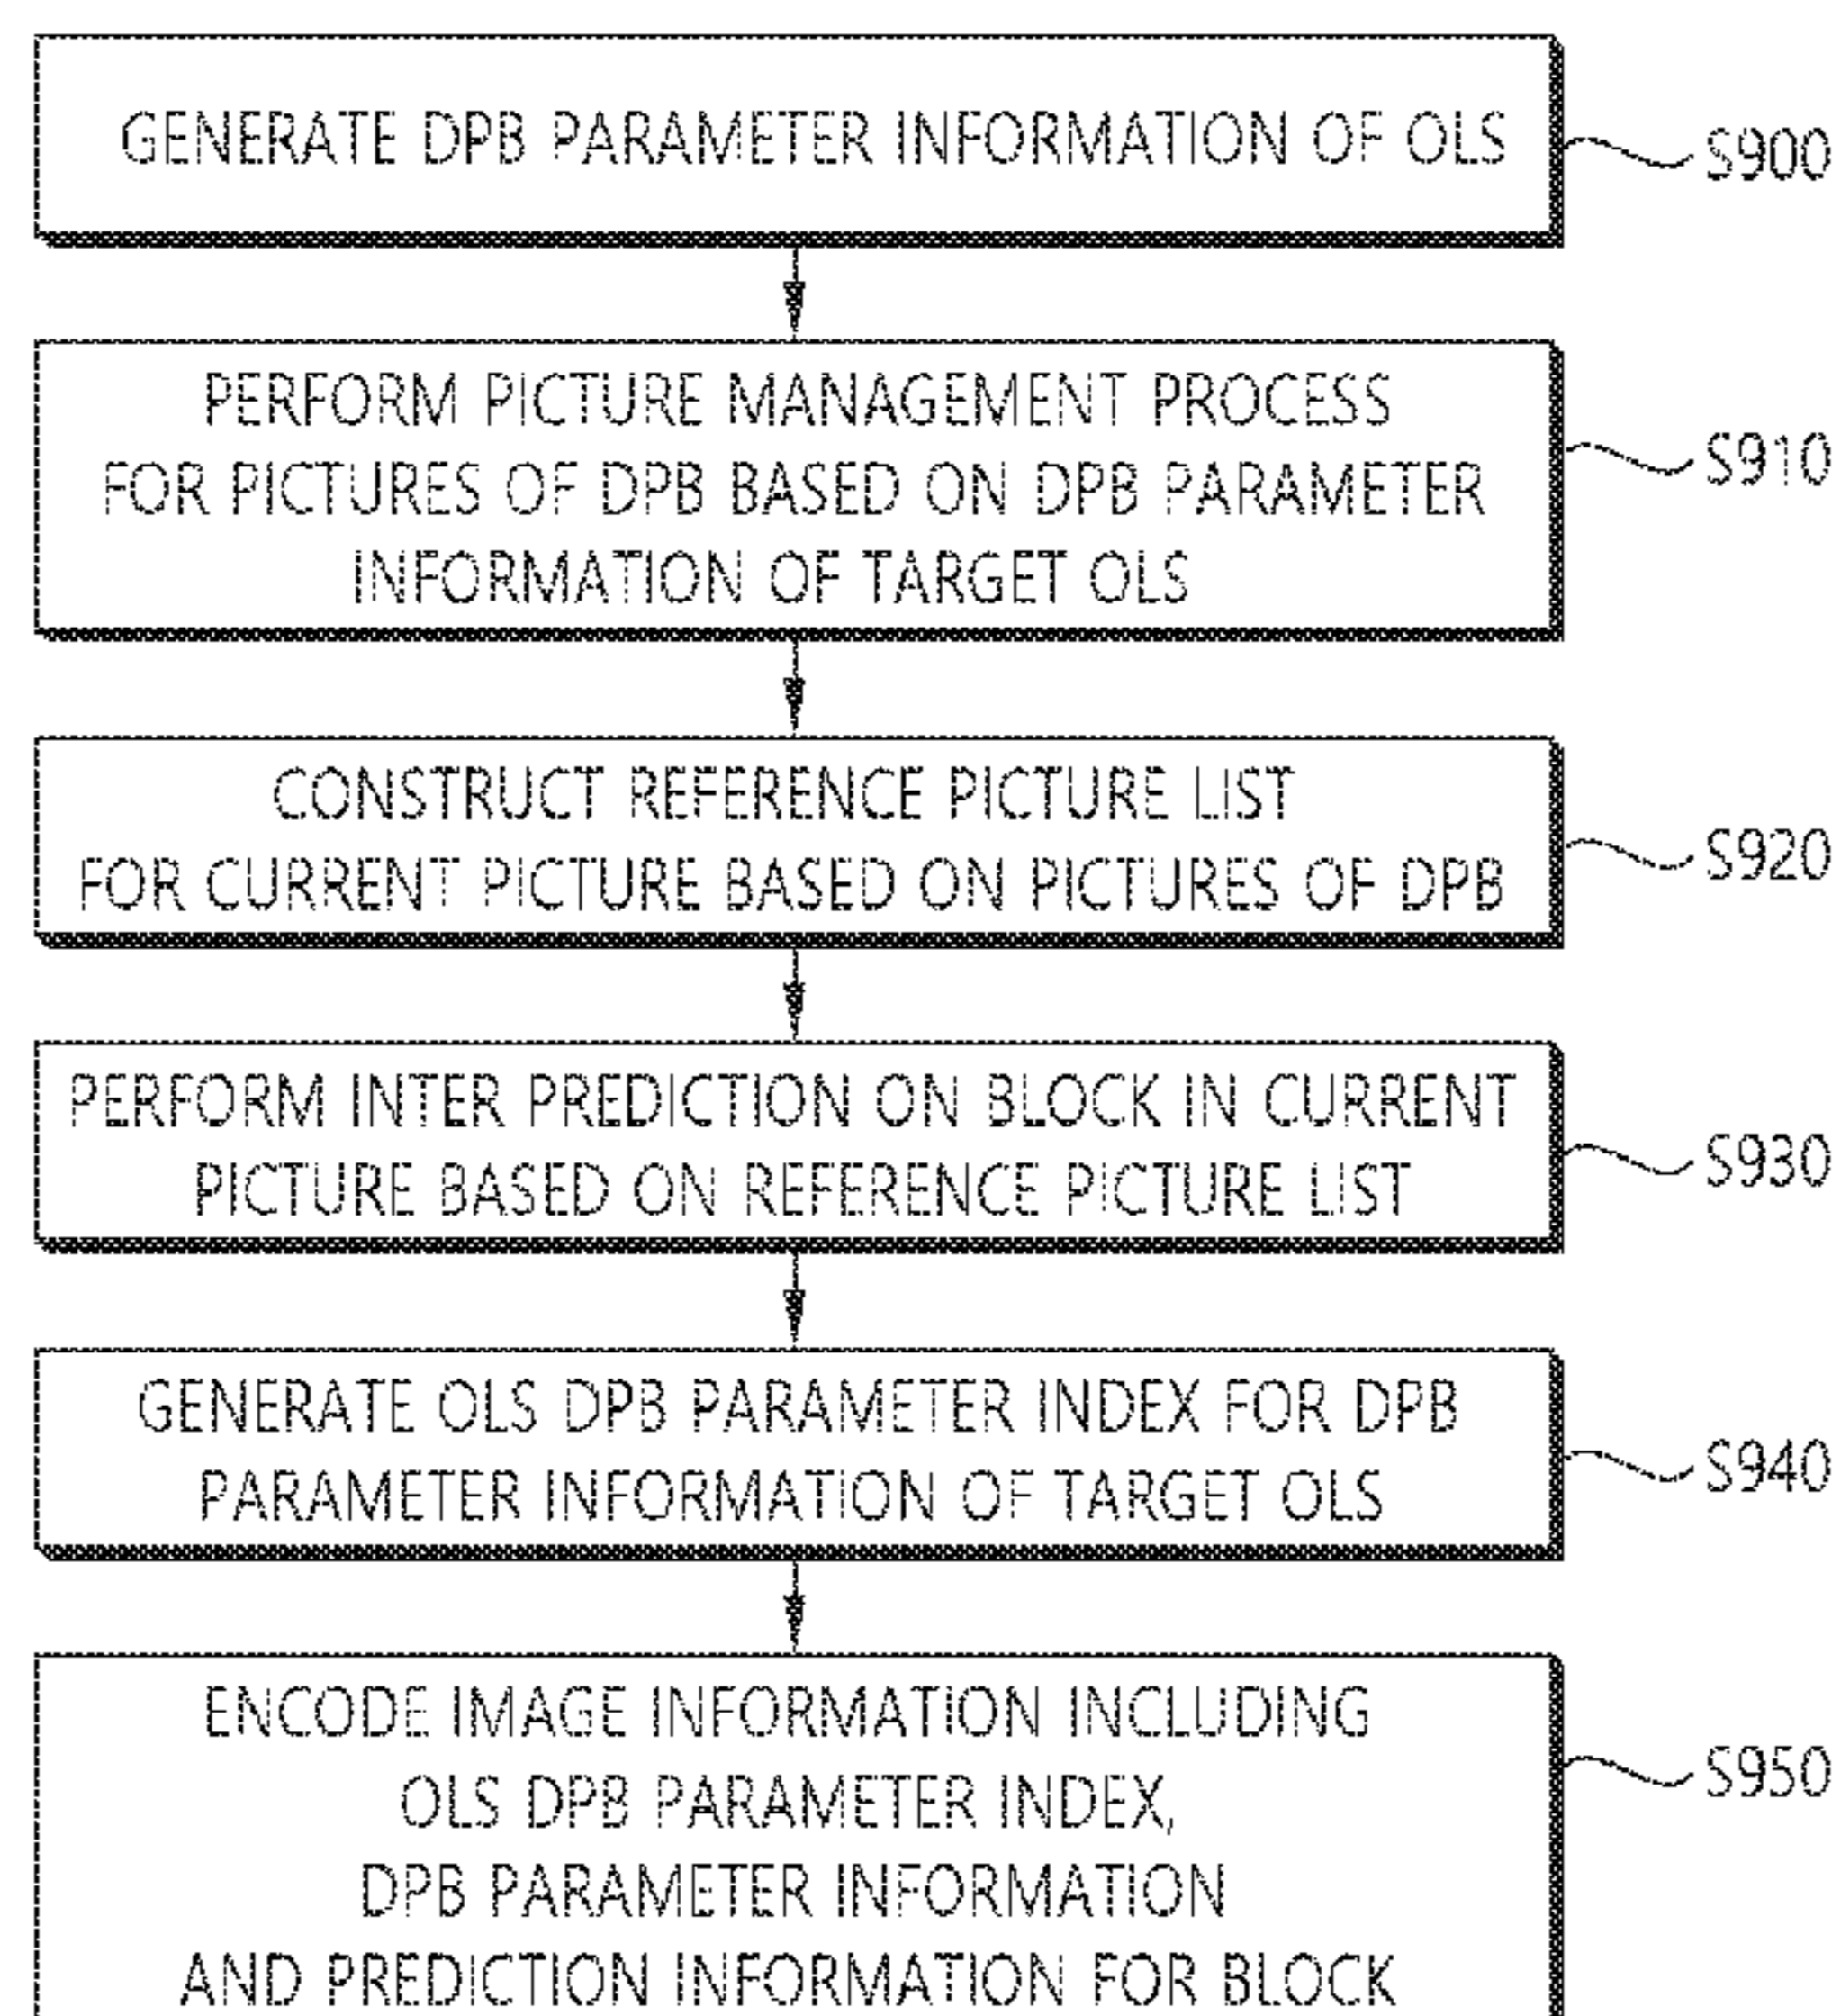 GENERATE DPB PARAMETER INFORMATION OF OLS
S900
PERFORM PICTURE MANAGEMENT PROCESS
FOR PICTURES OF DPB BASED ON DPB PARAMETER
INFORMATION OF TARGET OLS
S910
CONSTRUCT REFERENCE PICTURE LIST
FOR CURRENT PICTURE BASED ON PICTURES OF DPB
S920
PERFORM INTER PREDICTION ON BLOCK IN CURRENT
PICTURE BASED ON REFERENCE PICTURE LIST
S930
GENERATE OLS DPB PARAMETER INDEX FOR DPB
PARAMETER INFORMATION OF TARGET OLS
S940
ENCODE IMAGE INFORMATION INCLUDING
OLS DPB PARAMETER INDEX,
DPB PARAMETER INFORMATION
AND PREDICTION INFORMATION FOR BLOCK
S950